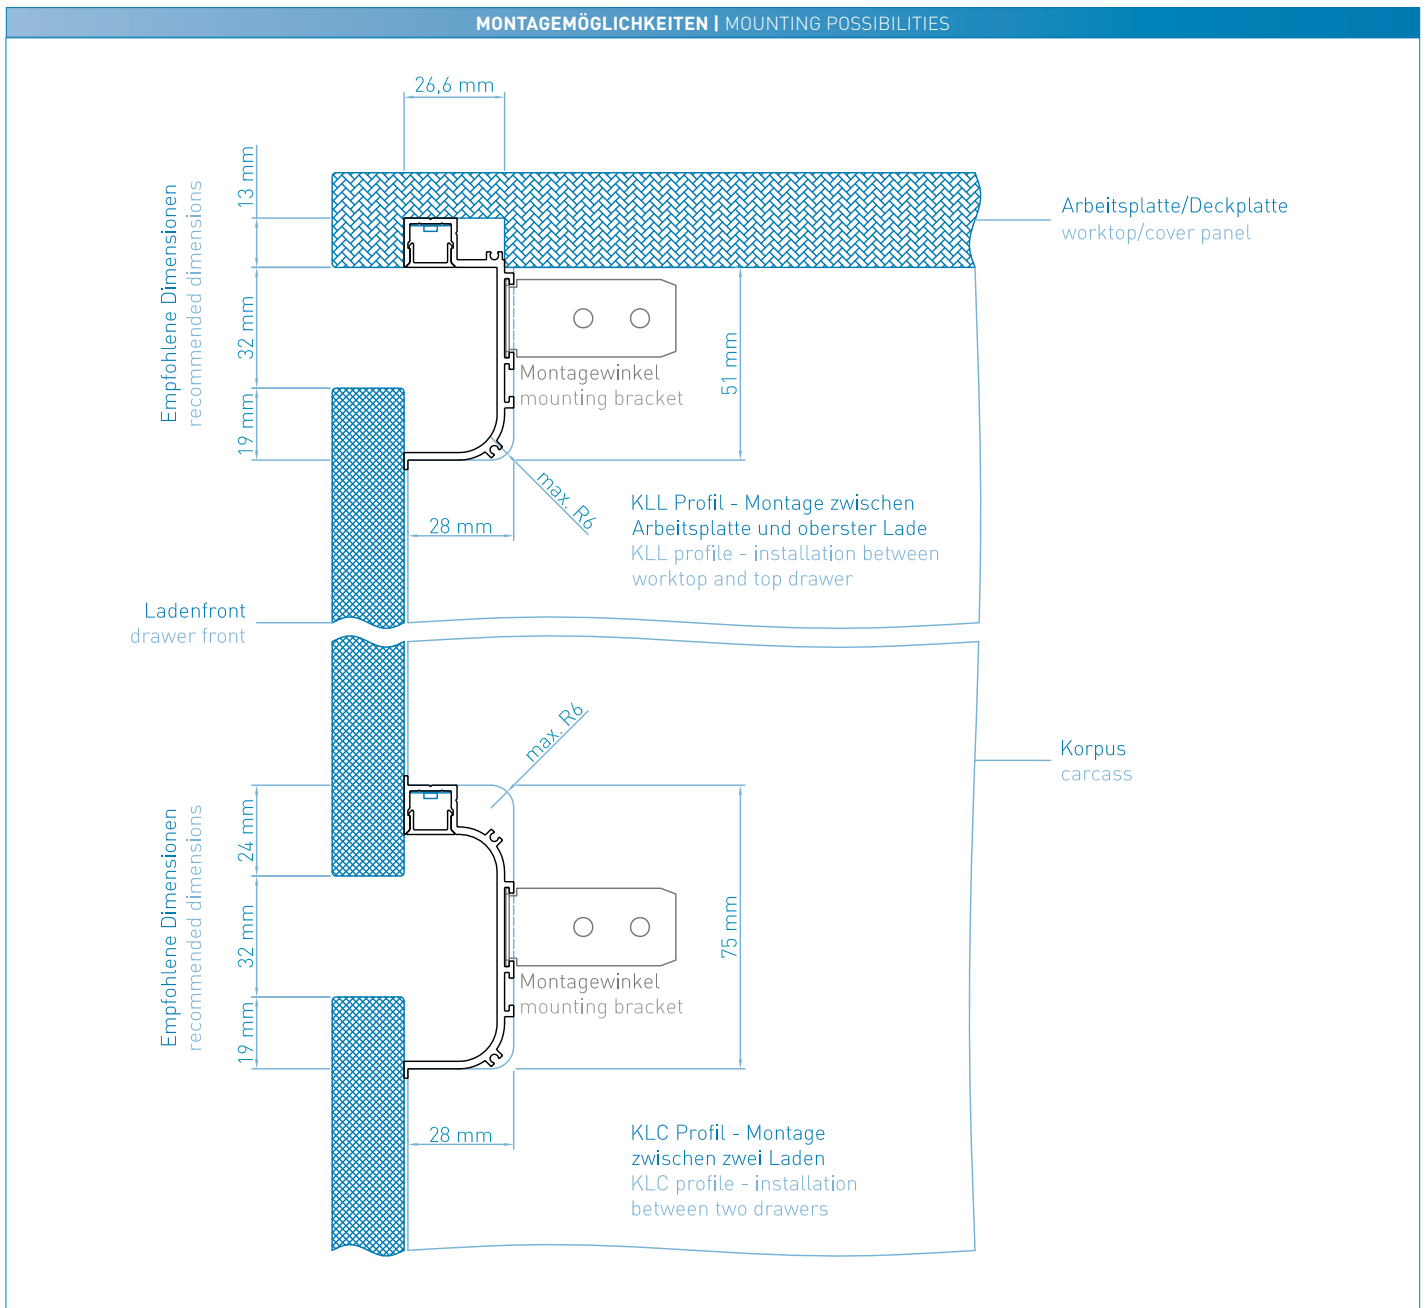 MONTAGEMÖGLICHKEITEN | MOUNTING POSSIBILITIES
26,6 mm
13 mm
32 mm
19 mm
Empfohlene Dimensionen
recommended dimensions
Arbeitsplatte/Deckplatte
worktop/cover panel
51 mm
Montagewinkel
mounting bracket
max. R6
28 mm
KLL Profil - Montage zwischen
Arbeitsplatte und oberster Lade
KLL profile - installation between
worktop and top drawer
Ladenfront
drawer front
max. R6
Korpus
carcass
24 mm
32 mm
19 mm
Empfohlene Dimensionen
recommended dimensions
75 mm
Montagewinkel
mounting bracket
28 mm
KLC Profil - Montage
zwischen zwei Laden
KLC profile - installation
between two drawers